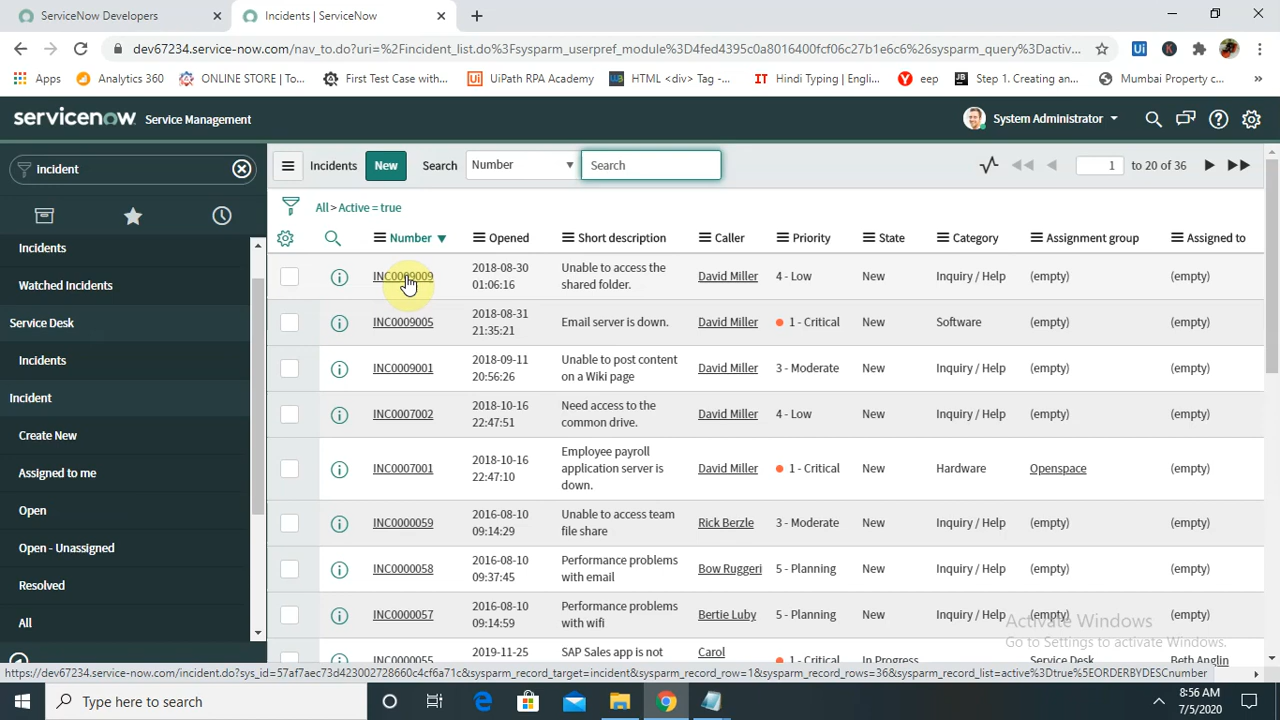 ServiceNow Developers
Incidents | ServiceNow
dev67234.service-now.com/nav_to.do?uri=%2Fincident_list.do%3Fsysparm_userpref_module%3D4fed4395c0a8016400fcf06c27b1e6c6%26sysparm_query%3Dactiv...
Apps
Analytics 360
ONLINE STORE | To...
First Test Case with...
UiPath RPA Academy
HTML <div> Tag -...
Hindi Typing | Engli...
eep
Step 1. Creating an...
Mumbai Property c...
servicenow Service Management
System Administrator
incident
Incidents
New
Search
Number
Search
1 to 20 of 36
All > Active = true
Number
Opened
Short description
Caller
Priority
State
Category
Assignment group
Assigned to
Incidents
Watched Incidents
Service Desk
Incidents
Incident
Create New
Assigned to me
Open
Open - Unassigned
Resolved
All
INC0009009 2018-08-30 01:06:16 Unable to access the shared folder. David Miller 4 - Low New Inquiry / Help (empty) (empty)
INC0009005 2018-08-31 21:35:21 Email server is down. David Miller 1 - Critical New Software (empty) (empty)
INC0009001 2018-09-11 20:56:26 Unable to post content on a Wiki page David Miller 3 - Moderate New Inquiry / Help (empty) (empty)
INC0007002 2018-10-16 22:47:51 Need access to the common drive. David Miller 4 - Low New Inquiry / Help (empty) (empty)
INC0007001 2018-10-16 22:47:10 Employee payroll application server is down. David Miller 1 - Critical New Hardware Openspace (empty)
INC0000059 2016-08-10 09:14:29 Unable to access team file share Rick Berzle 3 - Moderate New Inquiry / Help (empty) (empty)
INC0000058 2016-08-10 09:37:45 Performance problems with email Bow Ruggeri 5 - Planning New Inquiry / Help (empty) (empty)
INC0000057 2016-08-10 09:14:59 Performance problems with wifi Bertie Luby 5 - Planning New Inquiry / Help (empty) (empty)
INC0000055 2019-11-25 SAP Sales app is not Carol 1 - Critical In Progress Service Desk Beth Anglin
Activate Windows
Go to Settings to activate Windows.
https://dev67234.service-now.com/incident.do?sys_id=57af7aec73d423002728660c4cf6a71c&sysparm_record_target=incident&sysparm_record_row=1&sysparm_record_rows=36&sysparm_record_list=active%3Dtrue%5EORDERBYDESCnumber
Type here to search
8:56 AM
7/5/2020